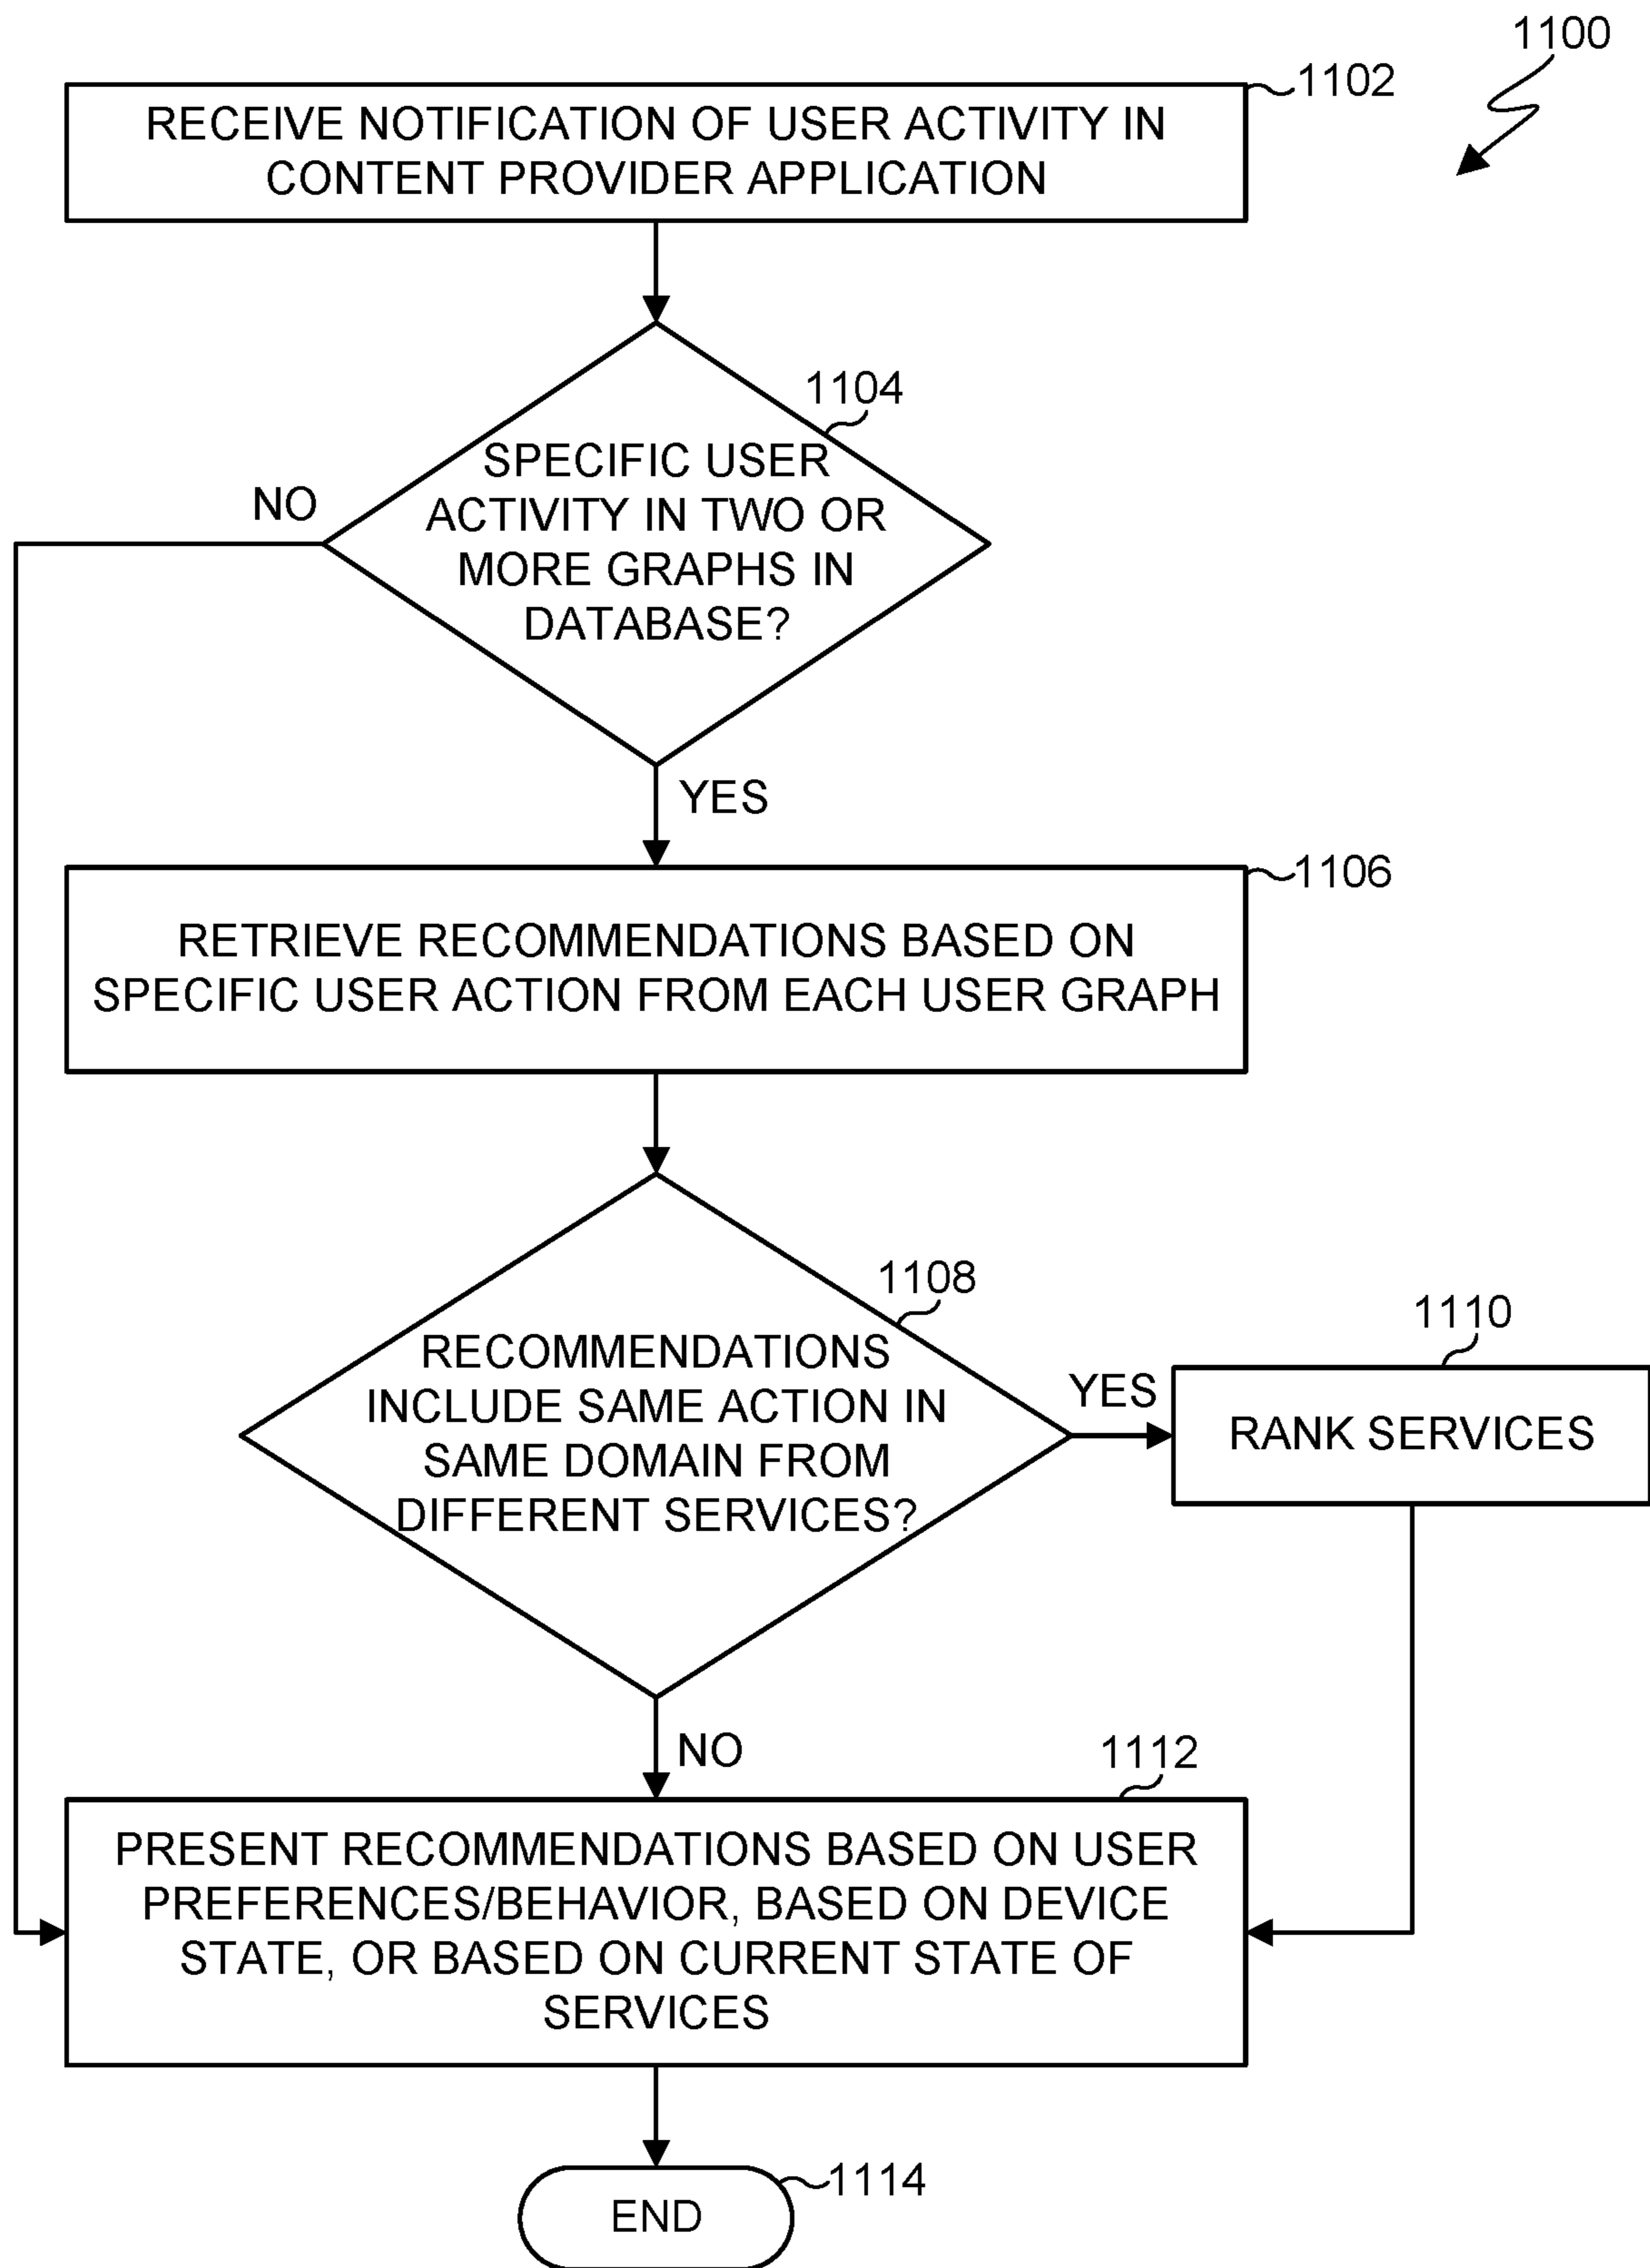 1100
1102
RECEIVE NOTIFICATION OF USER ACTIVITY IN
CONTENT PROVIDER APPLICATION
1104
SPECIFIC USER
ACTIVITY IN TWO OR
MORE GRAPHS IN
DATABASE?
NO
YES
1106
RETRIEVE RECOMMENDATIONS BASED ON
SPECIFIC USER ACTION FROM EACH USER GRAPH
1108
RECOMMENDATIONS
INCLUDE SAME ACTION IN
SAME DOMAIN FROM
DIFFERENT SERVICES?
YES
1110
RANK SERVICES
NO
1112
PRESENT RECOMMENDATIONS BASED ON USER
PREFERENCES/BEHAVIOR, BASED ON DEVICE
STATE, OR BASED ON CURRENT STATE OF
SERVICES
END
1114